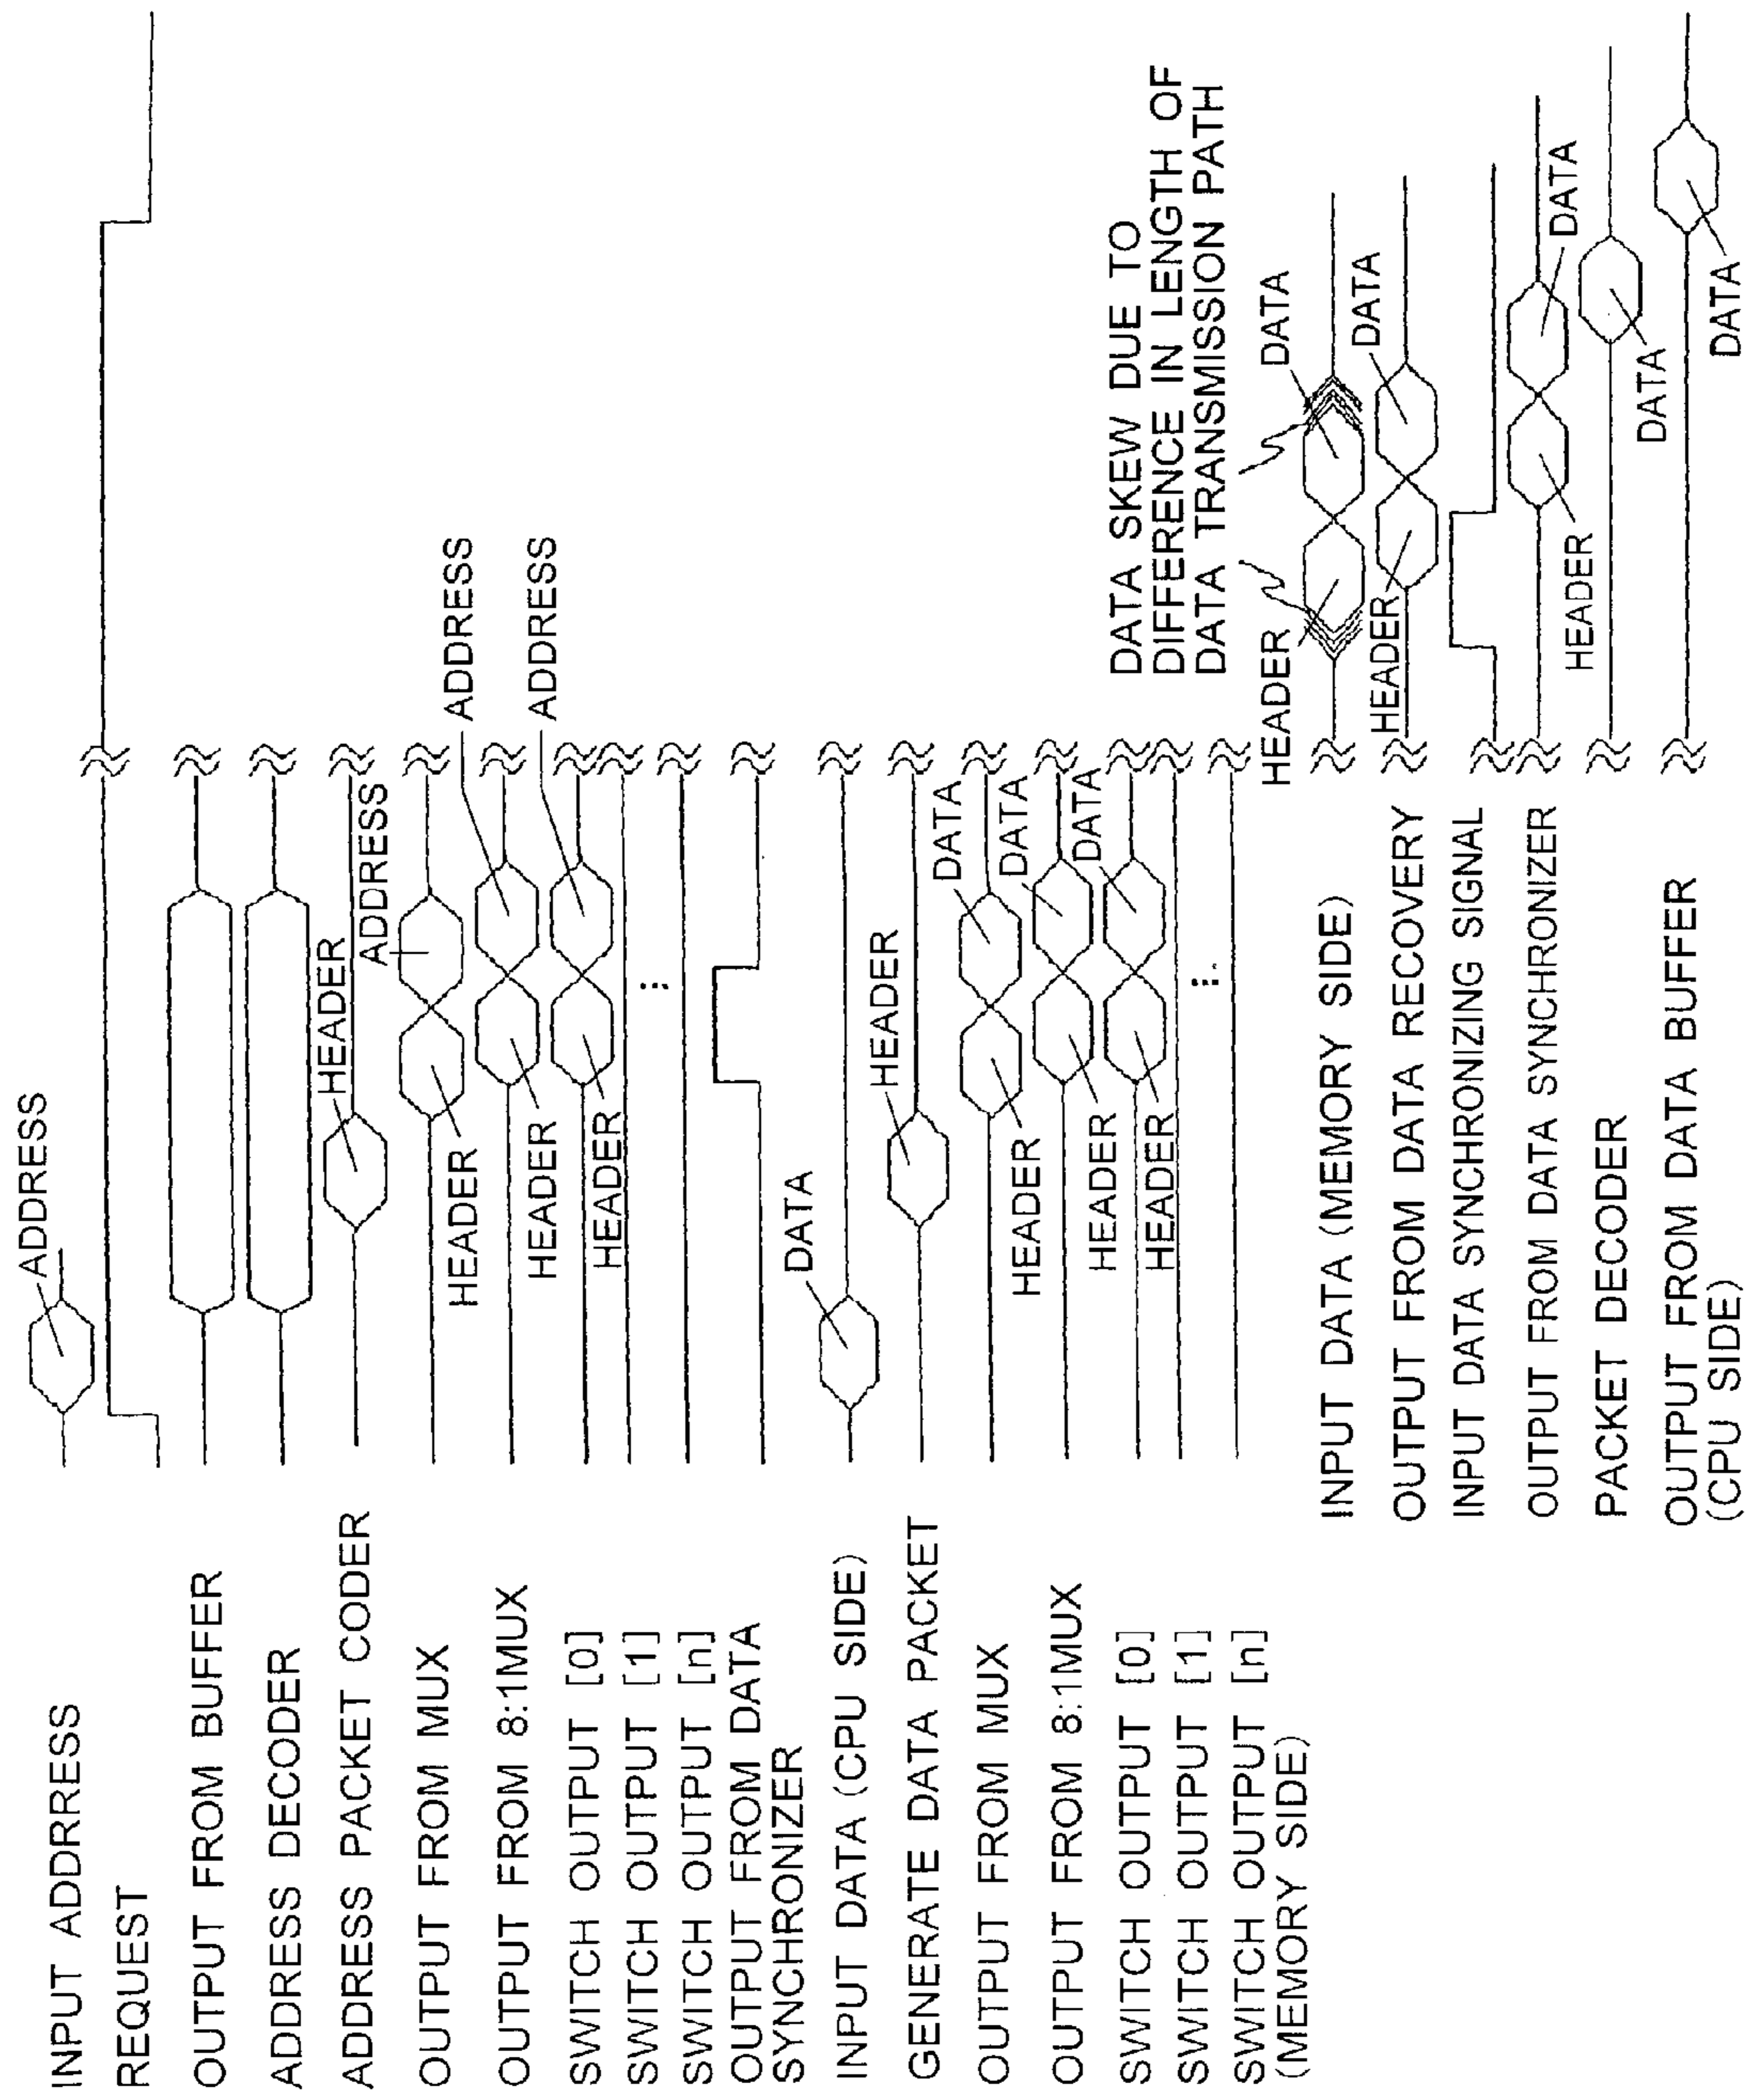 INPUT ADDRRESS
ADDRESS
REQUEST
OUTPUT FROM BUFFER
ADDRESS DECODER
ADDRESS PACKET CODER
HEADER
OUTPUT FROM MUX
HEADER
ADDRESS
OUTPUT FROM 8:1MUX
HEADER
ADDRESS
SWITCH OUTPUT [0]
HEADER
ADDRESS
SWITCH OUTPUT [1]
SWITCH OUTPUT [n]
OUTPUT FROM DATA
SYNCHRONIZER
INPUT DATA (CPU SIDE)
DATA
GENERATE DATA PACKET
HEADER
OUTPUT FROM MUX
HEADER
DATA
OUTPUT FROM 8:1MUX
HEADER
DATA
SWITCH OUTPUT [0]
HEADER
DATA
SWITCH OUTPUT [1]
SWITCH OUTPUT [n]
(MEMORY SIDE)
DATA SKEW DUE TO
DIFFERENCE IN LENGTH OF
DATA TRANSMISSION PATH
INPUT DATA (MEMORY SIDE)
HEADER
DATA
OUTPUT FROM DATA RECOVERY
HEADER
DATA
INPUT DATA SYNCHRONIZING SIGNAL
OUTPUT FROM DATA SYNCHRONIZER
HEADER
DATA
PACKET DECODER
DATA
OUTPUT FROM DATA BUFFER
(CPU SIDE)
DATA